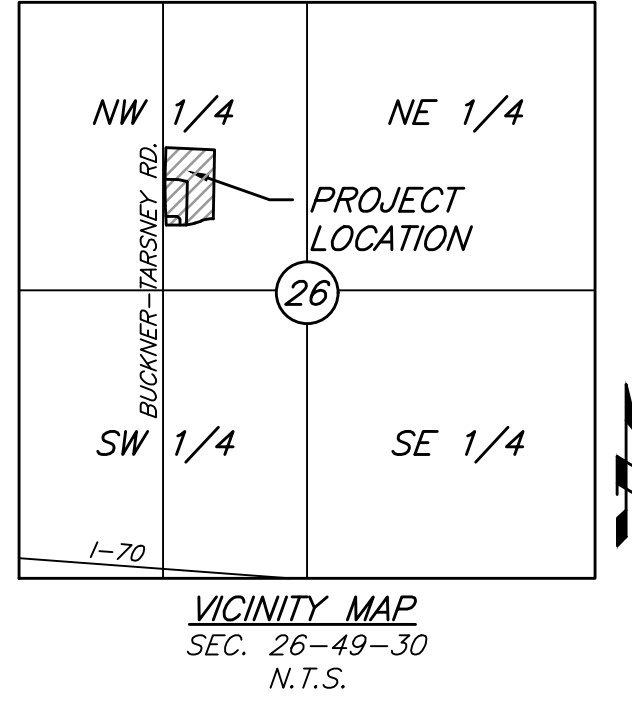 NW 1/4
NE 1/4
BUCKNER-TARSNEY RD.
PROJECT
LOCATION
26
SW 1/4
SE 1/4
I-70
VICINITY MAP
SEC. 26-49-30
N.T.S.